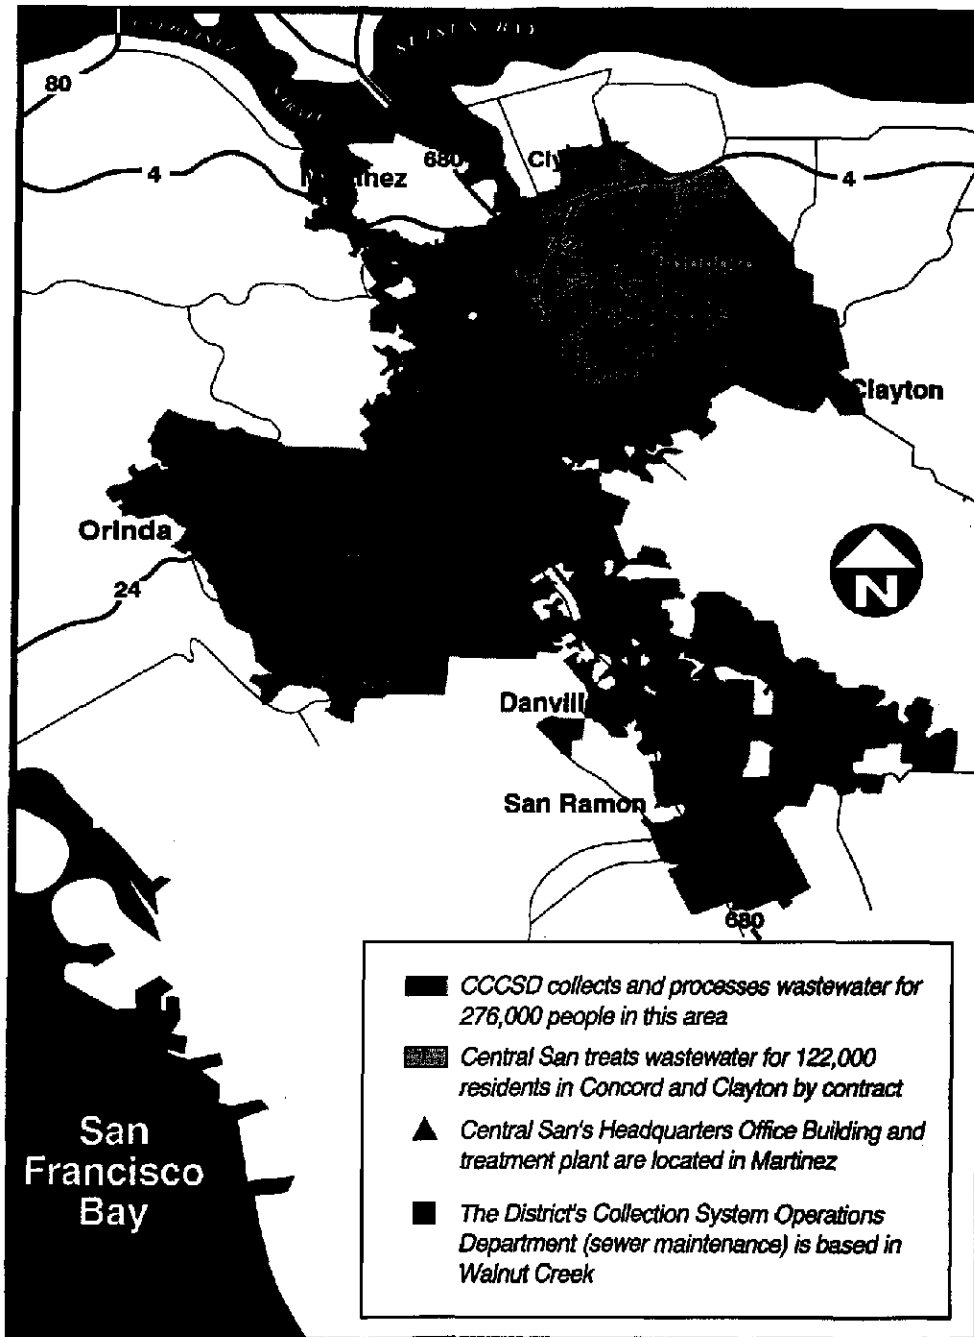 SUISUN BAY
80
STRAIT
4
680
4
Clayton
Orinda
24
N
San Ramon
680
CCCSD collects and processes wastewater for
276,000 people in this area
Central San treats wastewater for 122,000
residents in Concord and Clayton by contract
Central San's Headquarters Office Building and
treatment plant are located in Martinez
The District's Collection System Operations
Department (sewer maintenance) is based in
Walnut Creek
San
Francisco
Bay